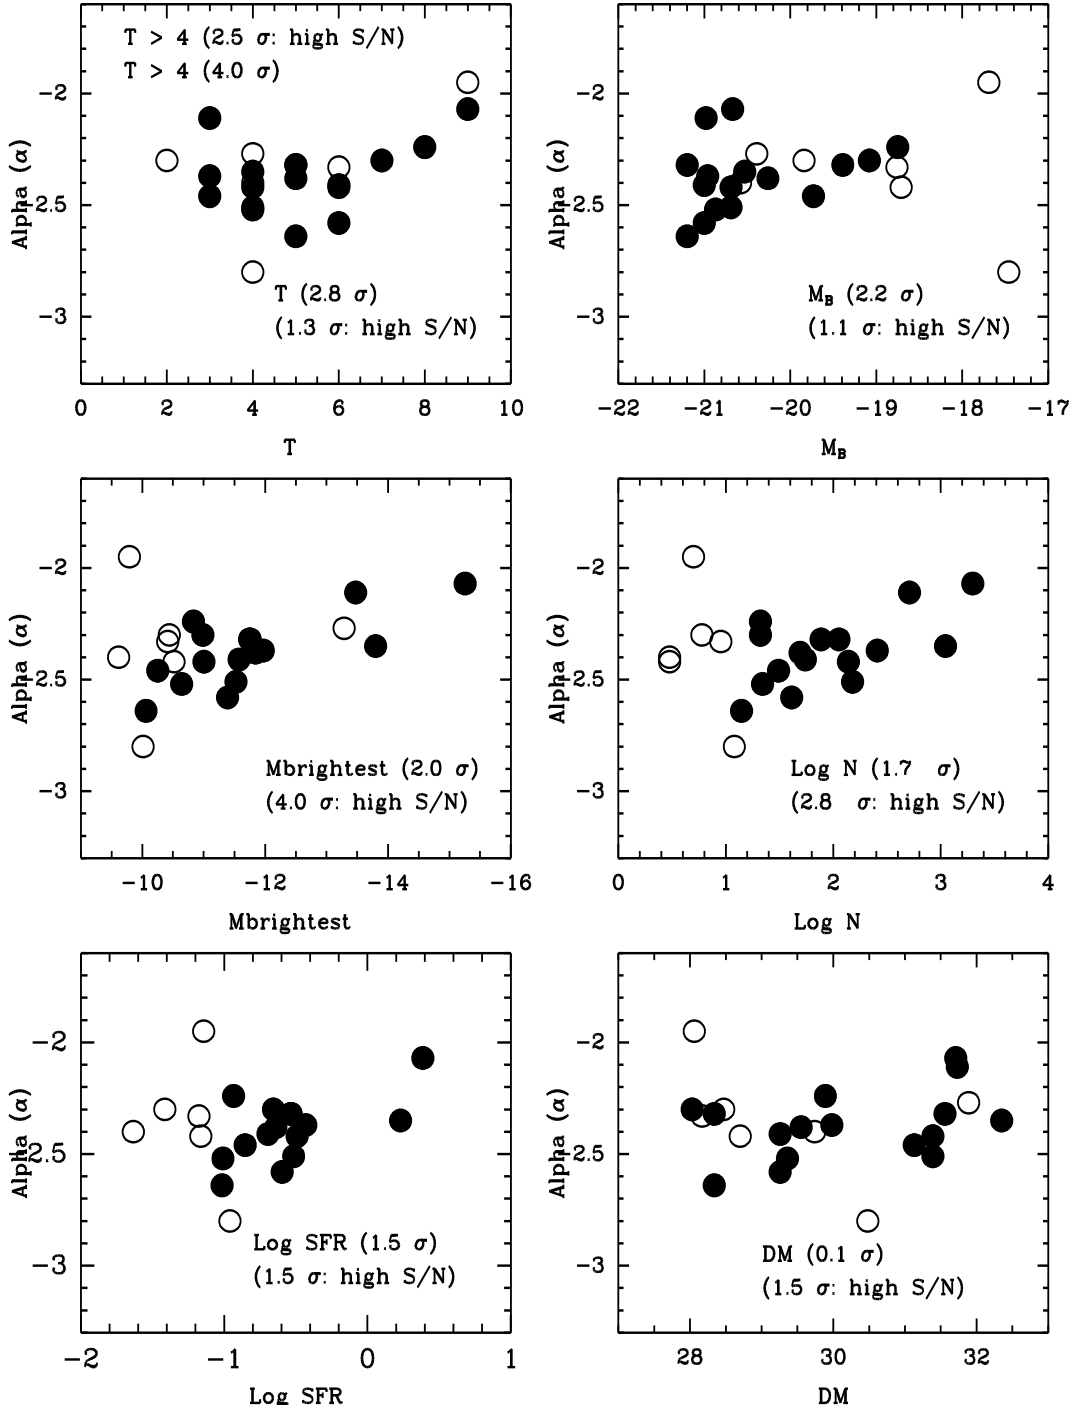 T > 4 (2.5 σ: high S/N)
T > 4 (4.0 σ)
−2
−2.5
−3
Alpha (α)
T (2.8 σ)
(1.3 σ: high S/N)
0 2 4 6 8 10
T
−2
−2.5
−3
Alpha (α)
M_B (2.2 σ)
(1.1 σ: high S/N)
−22 −21 −20 −19 −18 −17
M_B
−2
−2.5
−3
Alpha (α)
Mbrightest (2.0 σ)
(4.0 σ: high S/N)
−10 −12 −14 −16
Mbrightest
−2
−2.5
−3
Alpha (α)
Log N (1.7 σ)
(2.8 σ: high S/N)
0 1 2 3 4
Log N
−2
−2.5
−3
Alpha (α)
Log SFR (1.5 σ)
(1.5 σ: high S/N)
−2 −1 0 1
Log SFR
−2
−2.5
−3
Alpha (α)
DM (0.1 σ)
(1.5 σ: high S/N)
28 30 32
DM